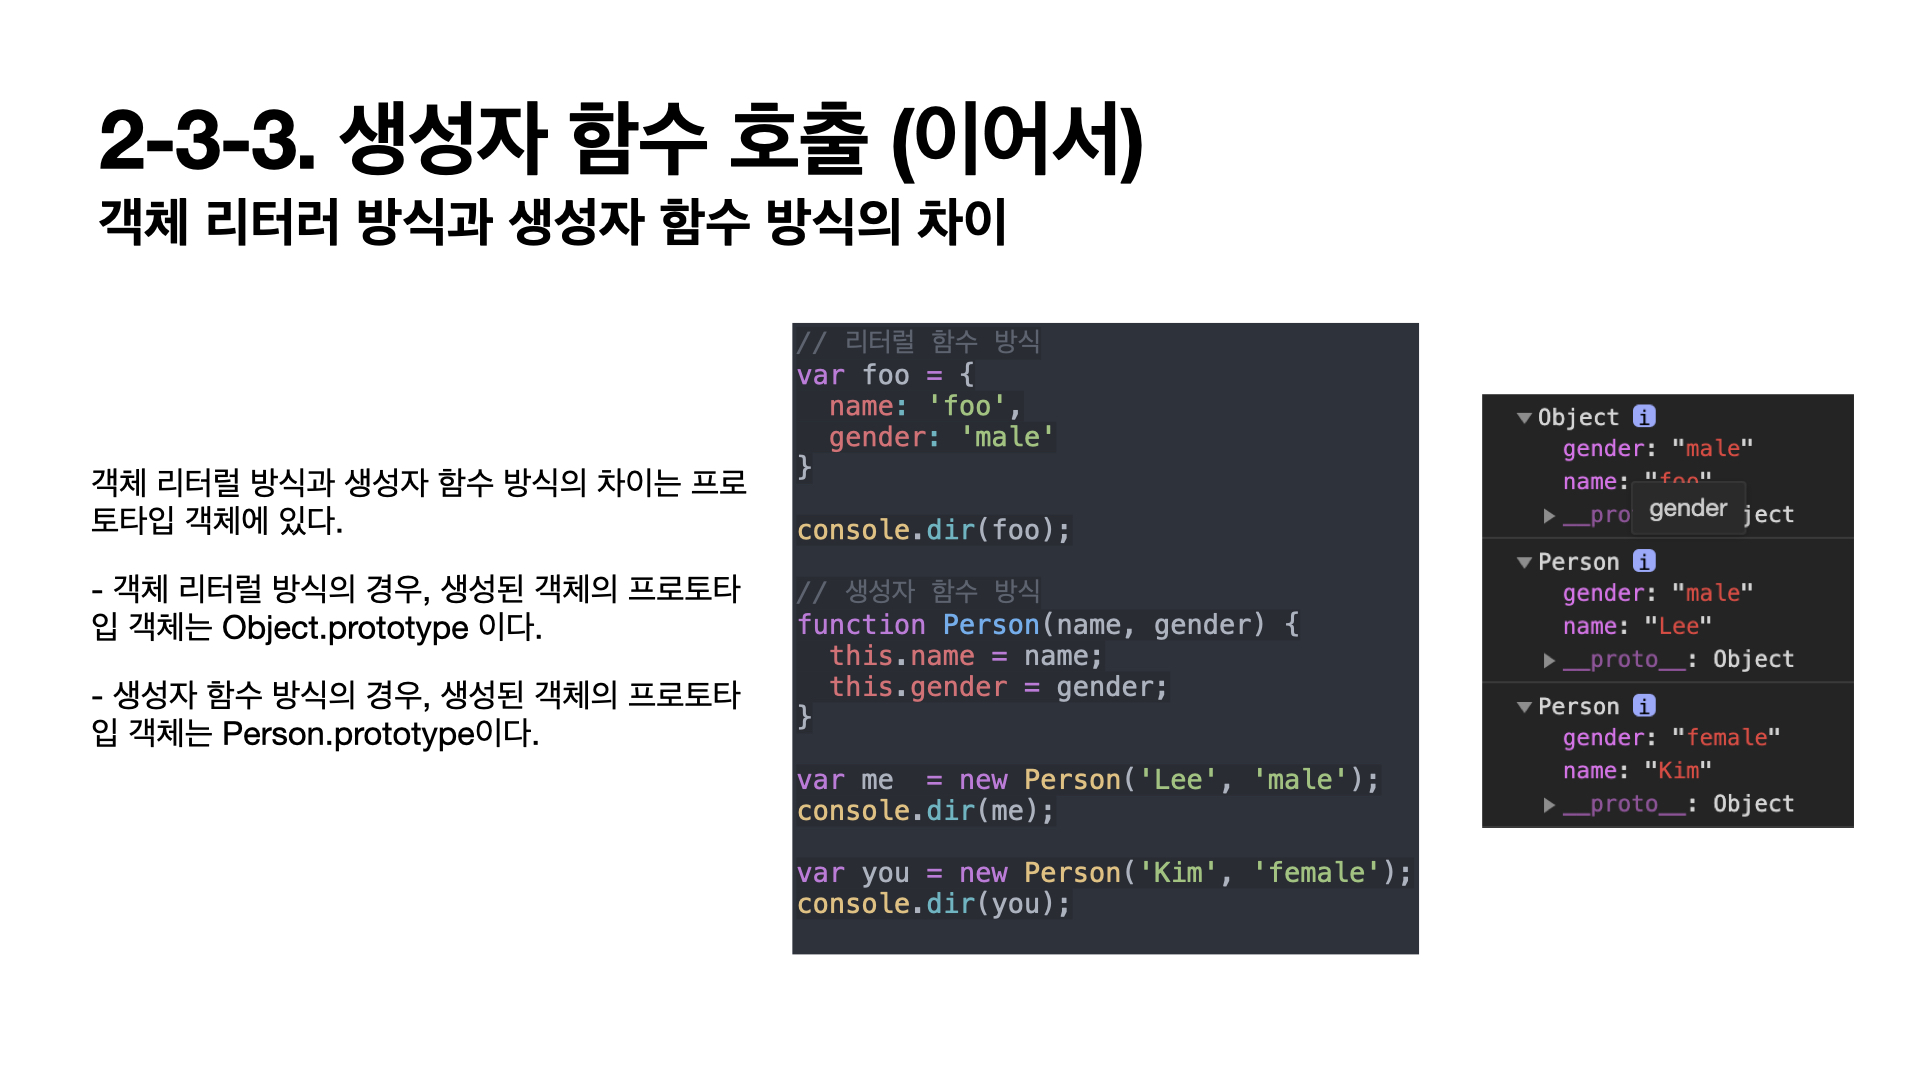 2-3-3. 생성자 함수 호출 (이어서)
객체 리터러 방식과 생성자 함수 방식의 차이
객체 리터럴 방식과 생성자 함수 방식의 차이는 프로
토타입 객체에 있다.
- 객체 리터럴 방식의 경우, 생성된 객체의 프로토타
입 객체는 Object.prototype 이다.
- 생성자 함수 방식의 경우, 생성된 객체의 프로토타
입 객체는 Person.prototype이다.
// 리터럴 함수 방식
var foo = {
  name: 'foo',
  gender: 'male'
}
console.dir(foo);
// 생성자 함수 방식
function Person(name, gender) {
  this.name = name;
  this.gender = gender;
}
var me  = new Person('Lee', 'male');
console.dir(me);
var you = new Person('Kim', 'female');
console.dir(you);
▼Object i
gender: "male"
name: "foo"
▶__pro ject
gender
▼Person i
gender: "male"
name: "Lee"
▶__proto__: Object
▼Person i
gender: "female"
name: "Kim"
▶__proto__: Object